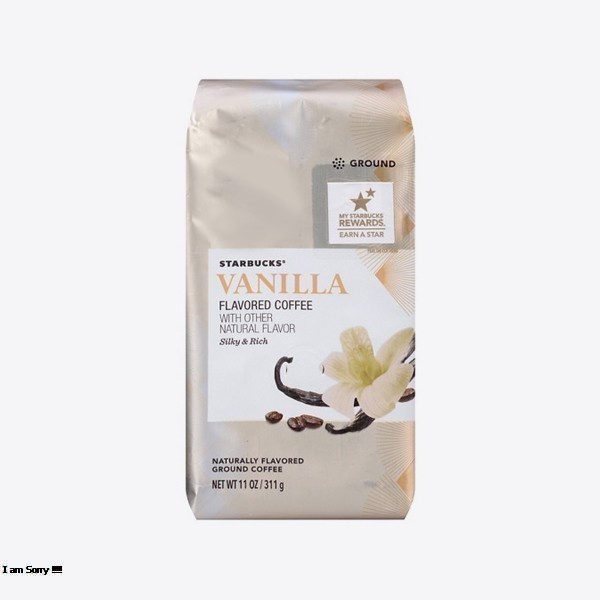 GROUND
MY STARBUCKS
REWARDS.
EARN A STAR
STARBUCKS®
VANILLA
FLAVORED COFFEE
WITH OTHER
NATURAL FLAVOR
Silky & Rich
NATURALLY FLAVORED
GROUND COFFEE
NET WT 11 OZ / 311 g
I am Sorry !!!!